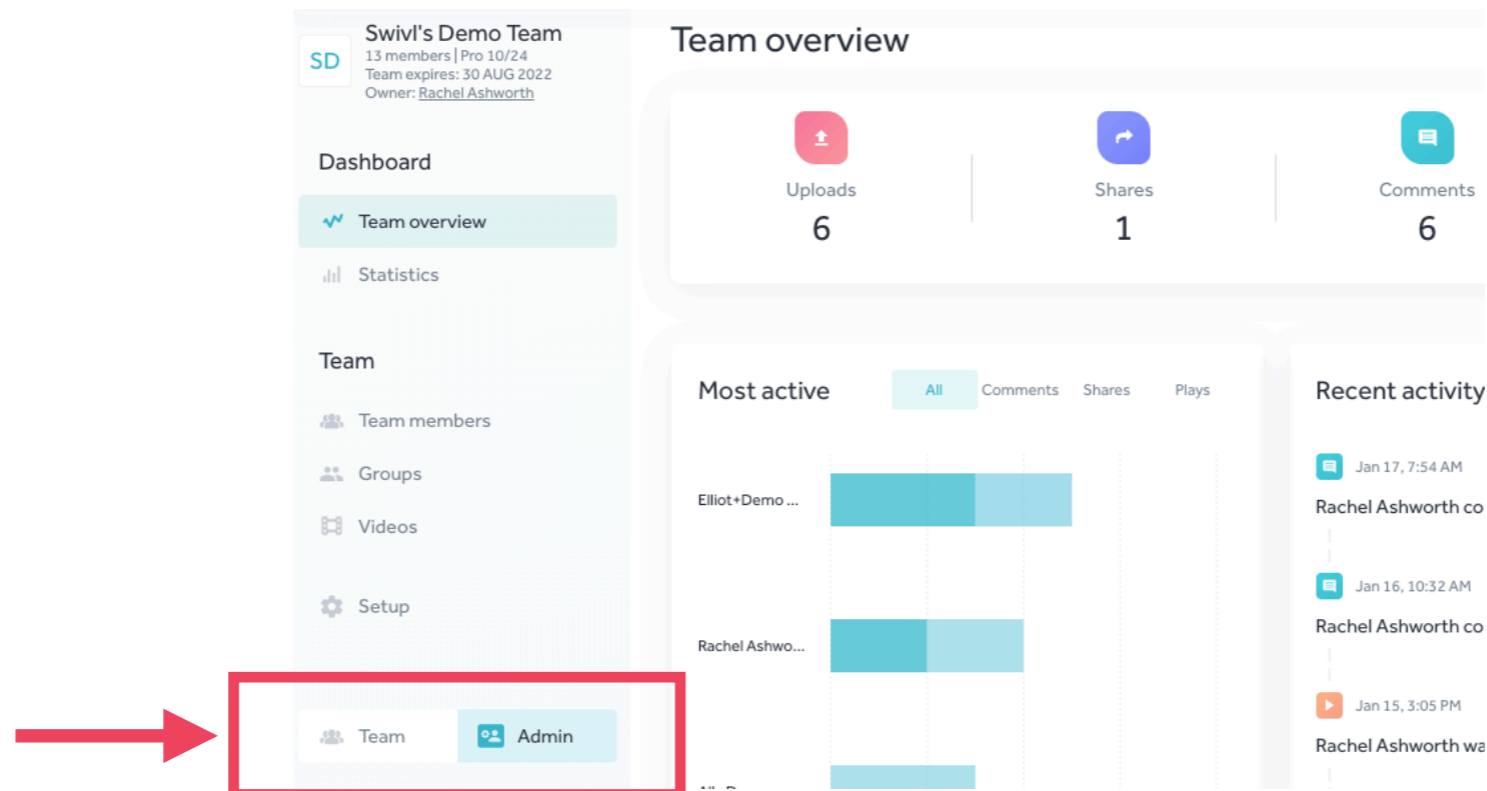 SD
Swivl's Demo Team
13 members | Pro 10/24
Team expires: 30 AUG 2022
Owner: Rachel Ashworth
Dashboard
Team overview
Statistics
Team
Team members
Groups
Videos
Setup
Team
Admin
Team overview
Uploads
6
Shares
1
Comments
6
Most active
All Comments Shares Plays
Elliot+Demo ...
Rachel Ashwo...
Recent activity
Jan 17, 7:54 AM
Rachel Ashworth co
Jan 16, 10:32 AM
Rachel Ashworth co
Jan 15, 3:05 PM
Rachel Ashworth wa